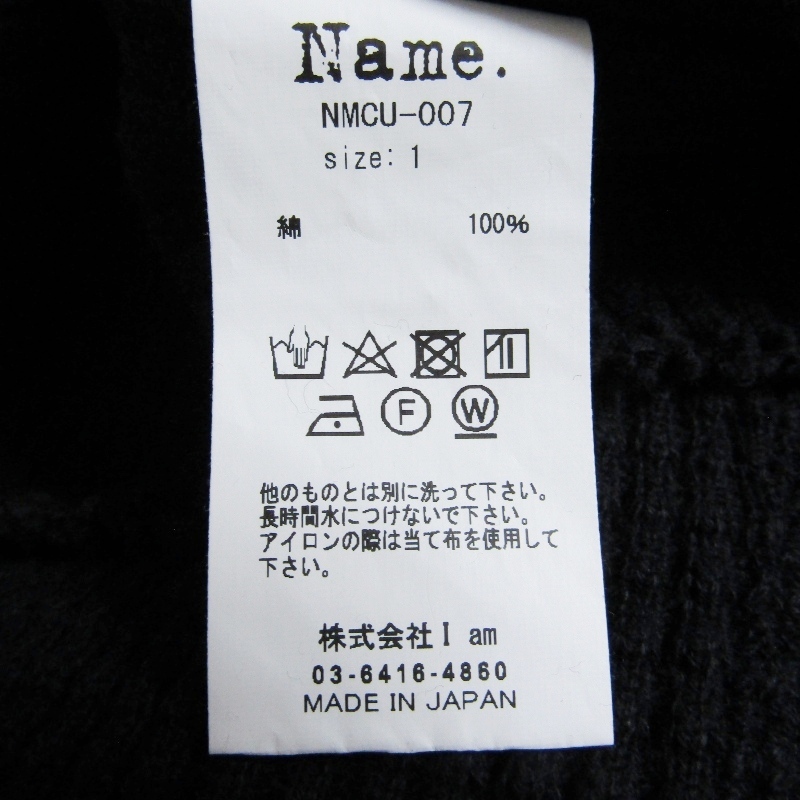 Name.
NMCU-007
size: 1
綿 100%
F W
他のものとは別に洗って下さい。
長時間水につけないで下さい。
アイロンの際は当て布を使用して
下さい。
株式会社I am
03-6416-4860
MADE IN JAPAN